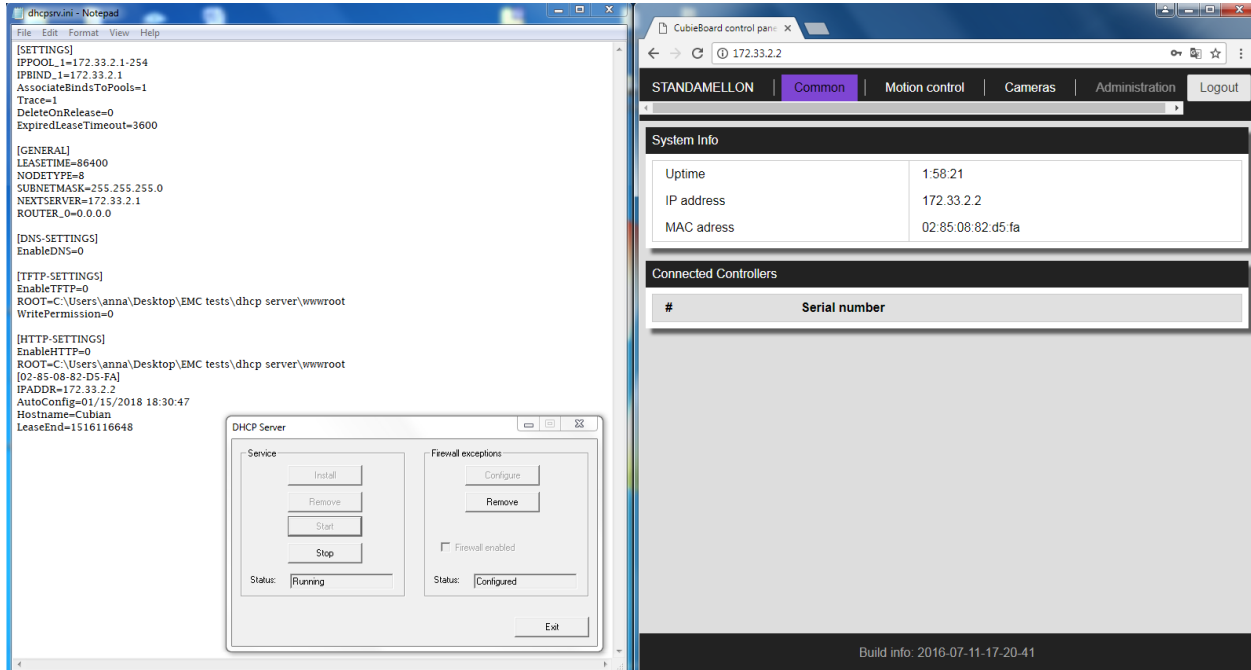 dhcpsrv.ini - Notepad
File Edit Format View Help
[SETTINGS]
IPPOOL_1=172.33.2.1-254
IPBIND_1=172.33.2.1
AssociateBindsToPools=1
Trace=1
DeleteOnRelease=0
ExpiredLeaseTimeout=3600
[GENERAL]
LEASETIME=86400
NODETYPE=8
SUBNETMASK=255.255.255.0
NEXTSERVER=172.33.2.1
ROUTER_0=0.0.0.0
[DNS-SETTINGS]
EnableDNS=0
[TFTP-SETTINGS]
EnableTFTP=0
ROOT=C:\Users\anna\Desktop\EMC tests\dhcp server\wwwroot
WritePermission=0
[HTTP-SETTINGS]
EnableHTTP=0
ROOT=C:\Users\anna\Desktop\EMC tests\dhcp server\wwwroot
[02-85-08-82-D5-FA]
IPADDR=172.33.2.2
AutoConfig=01/15/2018 18:30:47
Hostname=Cubian
LeaseEnd=1516116648
DHCP Server
Service
Install
Remove
Start
Stop
Status: Running
Firewall exceptions
Configure
Remove
Firewall enabled
Status: Configured
Exit
CubieBoard control pane
172.33.2.2
STANDAMELLON Common Motion control Cameras Administration Logout
System Info
Uptime 1:58:21
IP address 172.33.2.2
MAC adress 02:85:08:82:d5:fa
Connected Controllers
# Serial number
Build info: 2016-07-11-17-20-41